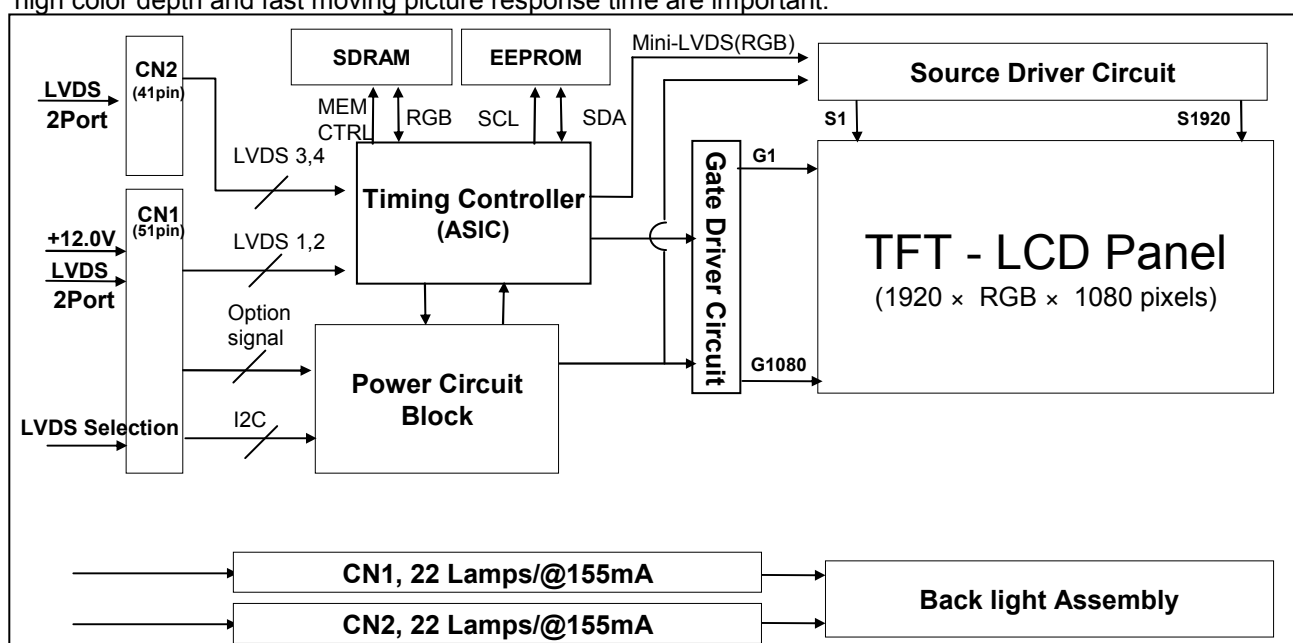 high color depth and fast moving picture response time are important.
CN2
(41pin)
LVDS
2Port
SDRAM
EEPROM
Mini-LVDS(RGB)
Source Driver Circuit
MEM
CTRL
RGB
SCL
SDA
S1
S1920
LVDS 3,4
Timing Controller
(ASIC)
Gate Driver Circuit
G1
G1080
TFT - LCD Panel
(1920 × RGB × 1080 pixels)
CN1
(51pin)
+12.0V
LVDS
2Port
LVDS 1,2
Option
signal
Power Circuit
Block
LVDS Selection
I2C
CN1, 22 Lamps/@155mA
CN2, 22 Lamps/@155mA
Back light Assembly